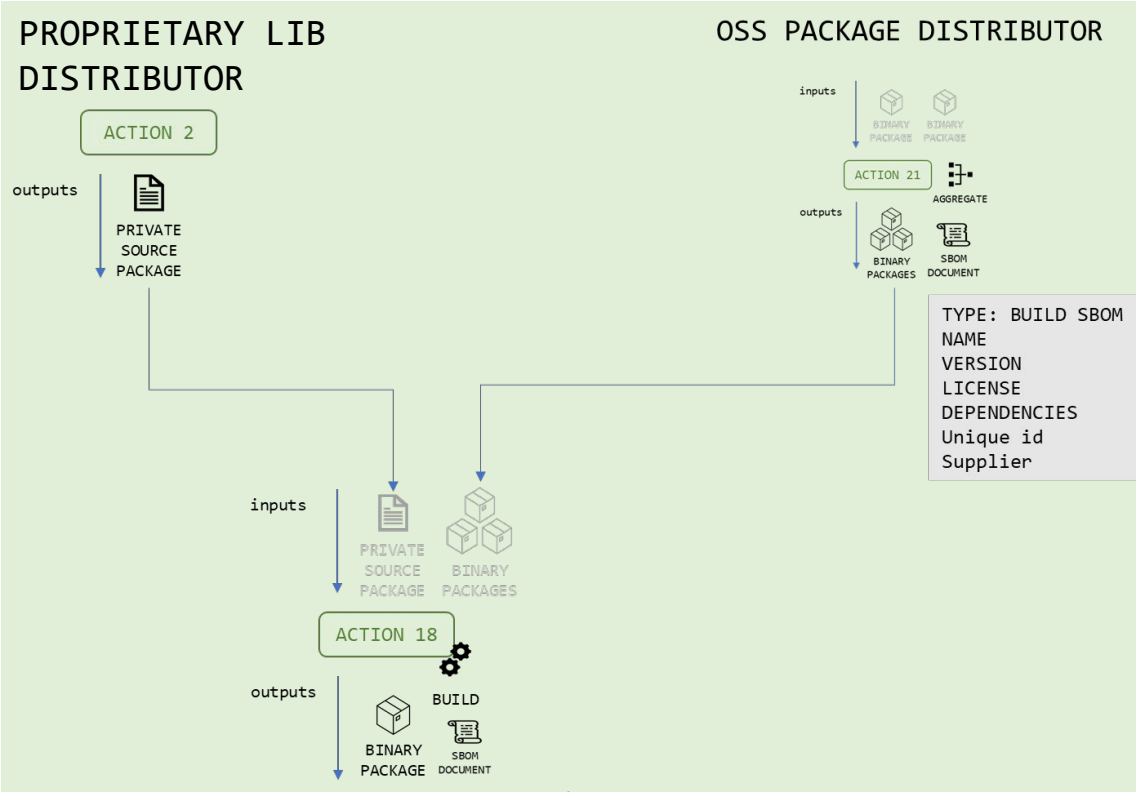 PROPRIETARY LIB
DISTRIBUTOR
OSS PACKAGE DISTRIBUTOR
ACTION 2
outputs
PRIVATE
SOURCE
PACKAGE
inputs
BINARY
PACKAGE
BINARY
PACKAGE
ACTION 21
AGGREGATE
outputs
BINARY
PACKAGES
SBOM
DOCUMENT
TYPE: BUILD SBOM
NAME
VERSION
LICENSE
DEPENDENCIES
Unique id
Supplier
inputs
PRIVATE
SOURCE
PACKAGE
BINARY
PACKAGES
ACTION 18
BUILD
outputs
BINARY
PACKAGE
SBOM
DOCUMENT